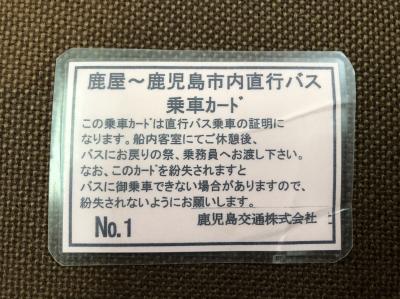 鹿屋～鹿児島市内直行バス
乗車ｶｰﾄﾞ
この乗車ｶｰﾄﾞは直行バス乗車の証明に
なります。船内客室にてご休憩後、
バスにお戻りの祭、乗務員へお渡し下さい。
なお、このｶｰﾄﾞを紛失されますと
バスに御乗車できない場合がありますので、
紛失されないようにお願いします。
No.1 鹿児島交通株式会社